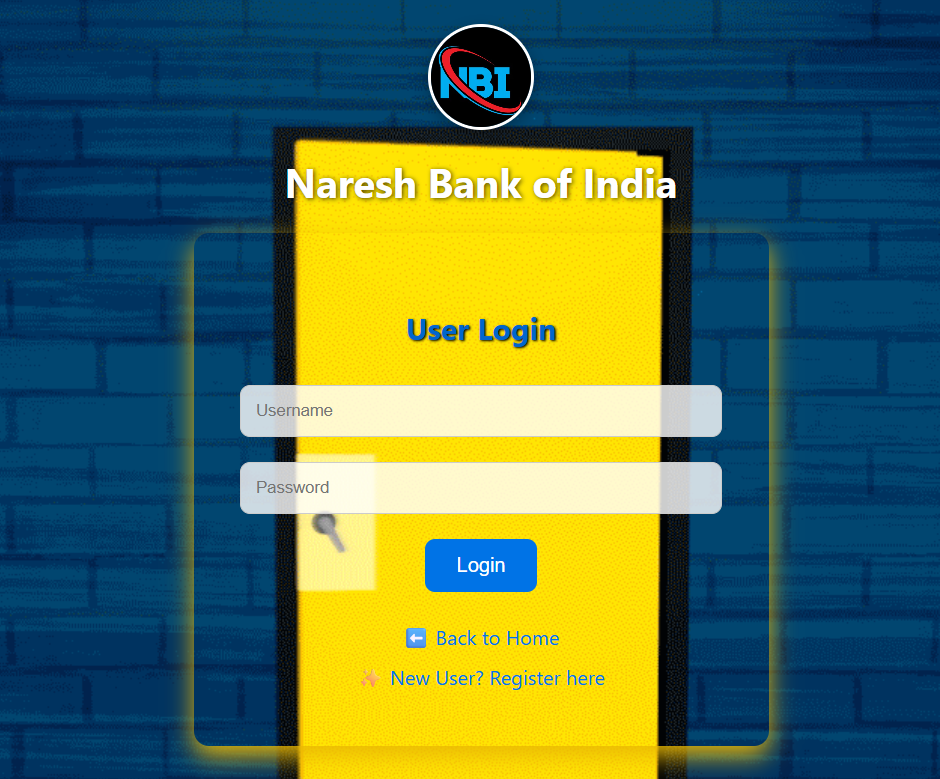 NBI
Naresh Bank of India
User Login
Username
Password
Login
⬅️ Back to Home
✨ New User? Register here